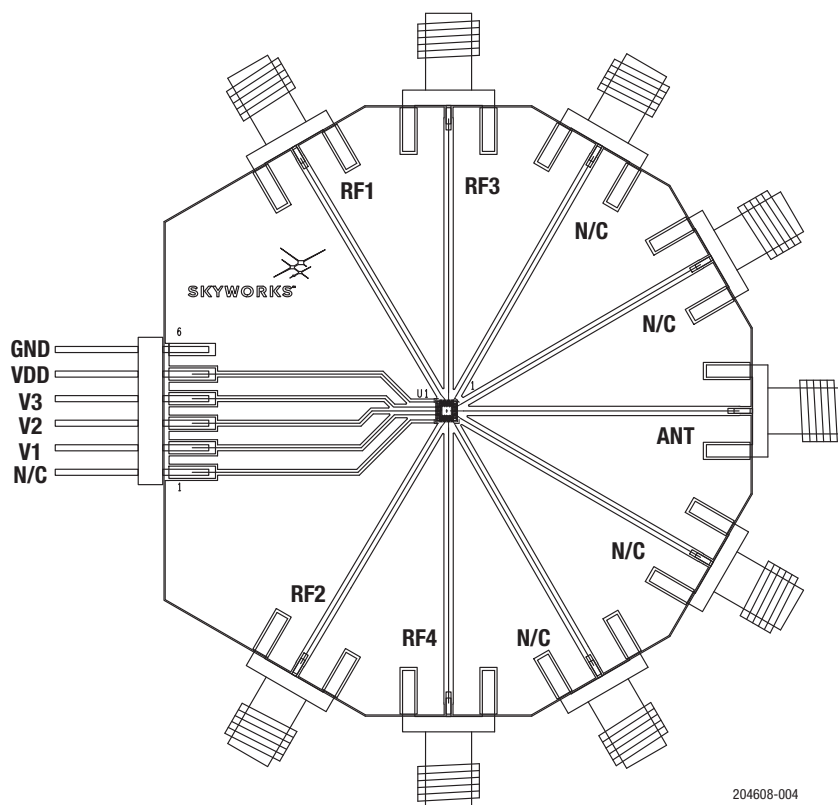 RF1
RF3
N/C
SKYWORKS
N/C
6
GND
VDD
V3
V2
V1
N/C
1
U1
1
ANT
N/C
RF2
RF4
N/C
204608-004